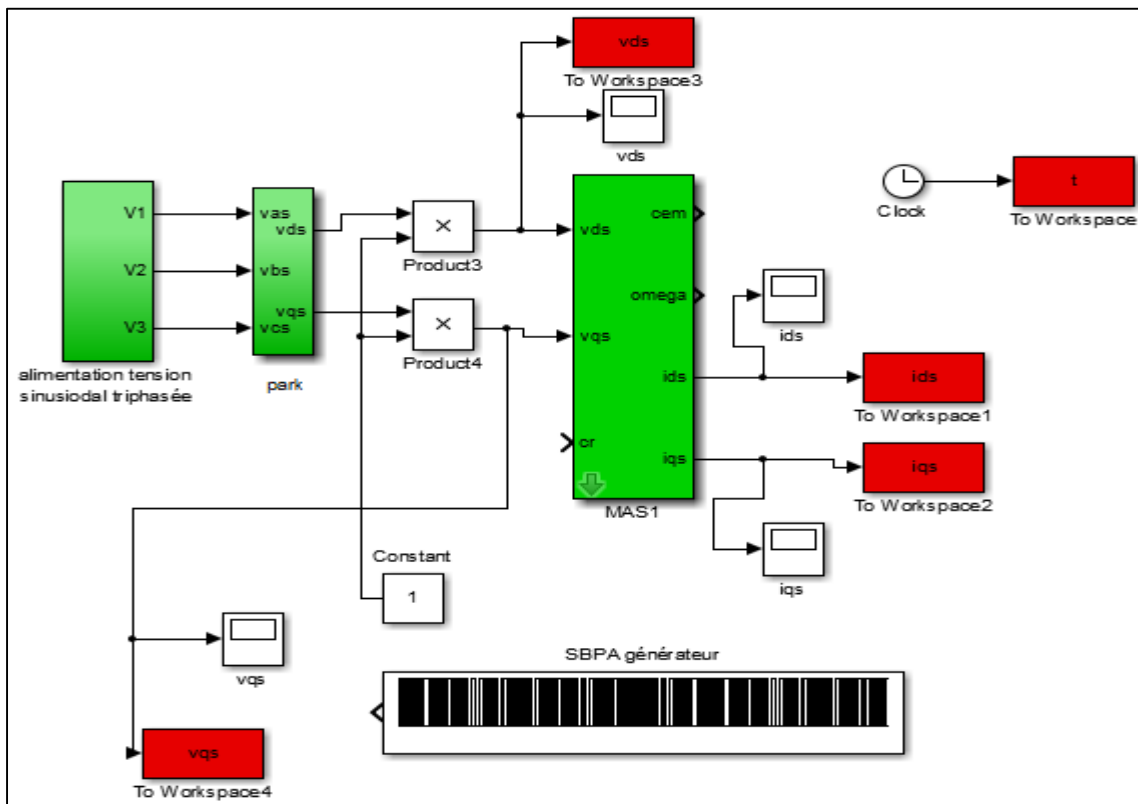 vds
To Workspace3
vds
t
To Workspace
Clock
V1
V2
V3
alimentation tension
sinusiodal triphasée
vas
vds
vbs
vqs
vcs
park
×
Product3
×
Product4
vds
vqs
cr
cem
omega
ids
iqs
MAS1
ids
ids
To Workspace1
iqs
To Workspace2
iqs
Constant
1
vqs
SBPA générateur
vqs
To Workspace4